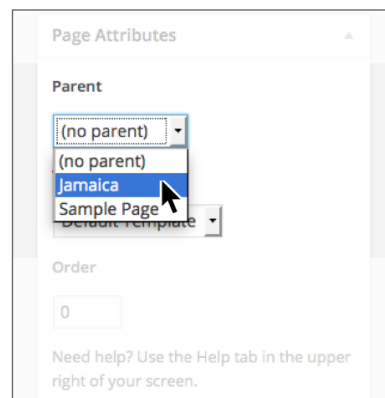 Page Attributes
Parent
(no parent)
(no parent)
Jamaica
Sample Page
Default Template
Order
0
Need help? Use the Help tab in the upper
right of your screen.